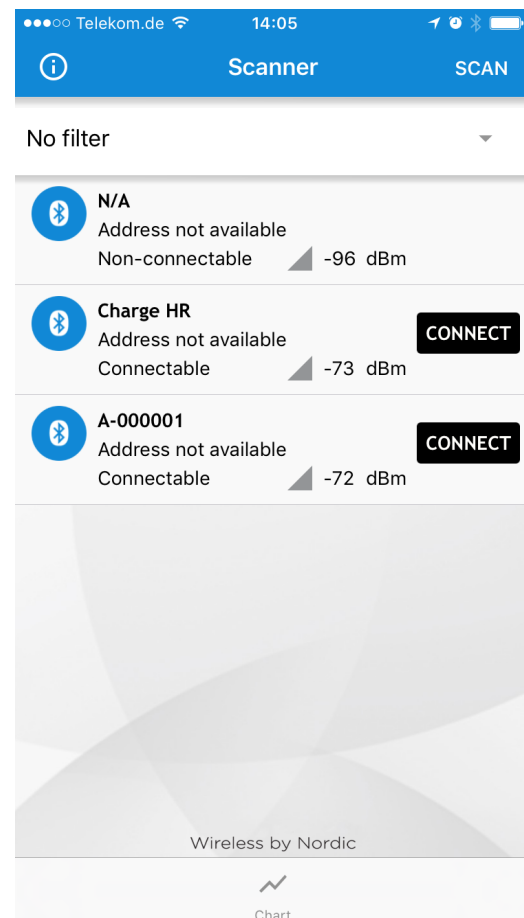 Telekom.de 14:05
Scanner SCAN
No filter
N/A
Address not available
Non-connectable -96 dBm
Charge HR
Address not available
CONNECT
Connectable -73 dBm
A-000001
Address not available
CONNECT
Connectable -72 dBm
Wireless by Nordic
Chart